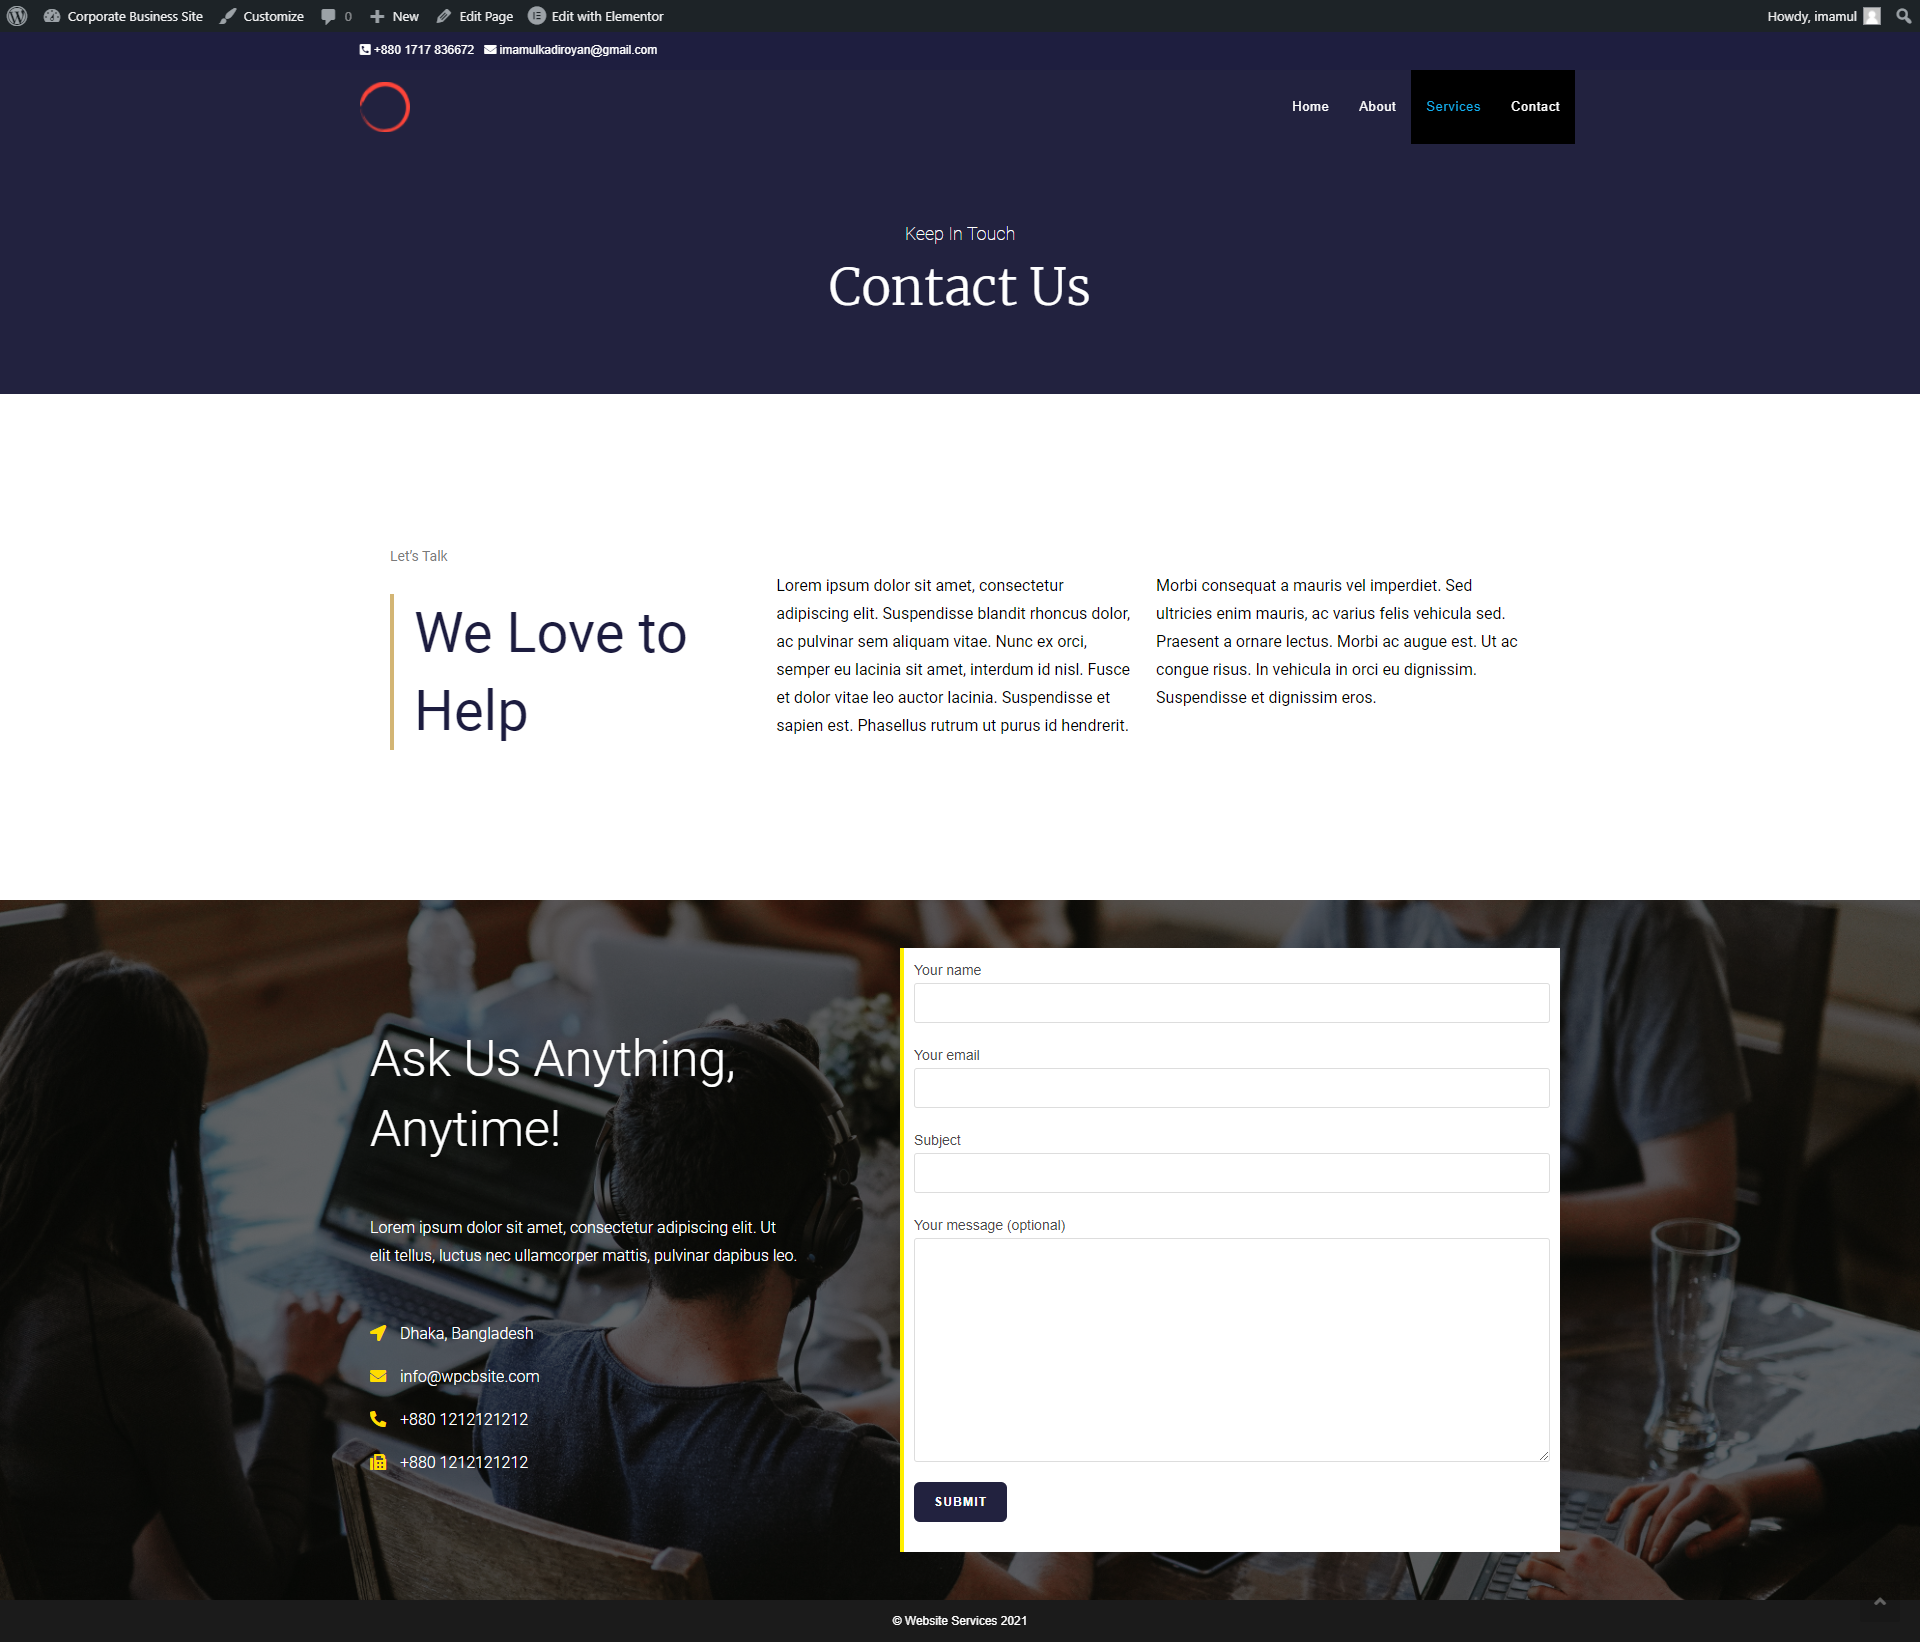 Corporate Business Site Customize 0 New Edit Page Edit with Elementor Howdy, imamul
+880 1717 836672 imamulkadiroyan@gmail.com
Home About Services Contact
Keep In Touch
Contact Us
Let's Talk
We Love to
Help
Lorem ipsum dolor sit amet, consectetur
adipiscing elit. Suspendisse blandit rhoncus dolor,
ac pulvinar sem aliquam vitae. Nunc ex orci,
semper eu lacinia sit amet, interdum id nisl. Fusce
et dolor vitae leo auctor lacinia. Suspendisse et
sapien est. Phasellus rutrum ut purus id hendrerit.
Morbi consequat a mauris vel imperdiet. Sed
ultricies enim mauris, ac varius felis vehicula sed.
Praesent a ornare lectus. Morbi ac augue est. Ut ac
congue risus. In vehicula in orci eu dignissim.
Suspendisse et dignissim eros.
Ask Us Anything,
Anytime!
Lorem ipsum dolor sit amet, consectetur adipiscing elit. Ut
elit tellus, luctus nec ullamcorper mattis, pulvinar dapibus leo.
Dhaka, Bangladesh
info@wpcbsite.com
+880 1212121212
+880 1212121212
Your name
Your email
Subject
Your message (optional)
SUBMIT
© Website Services 2021